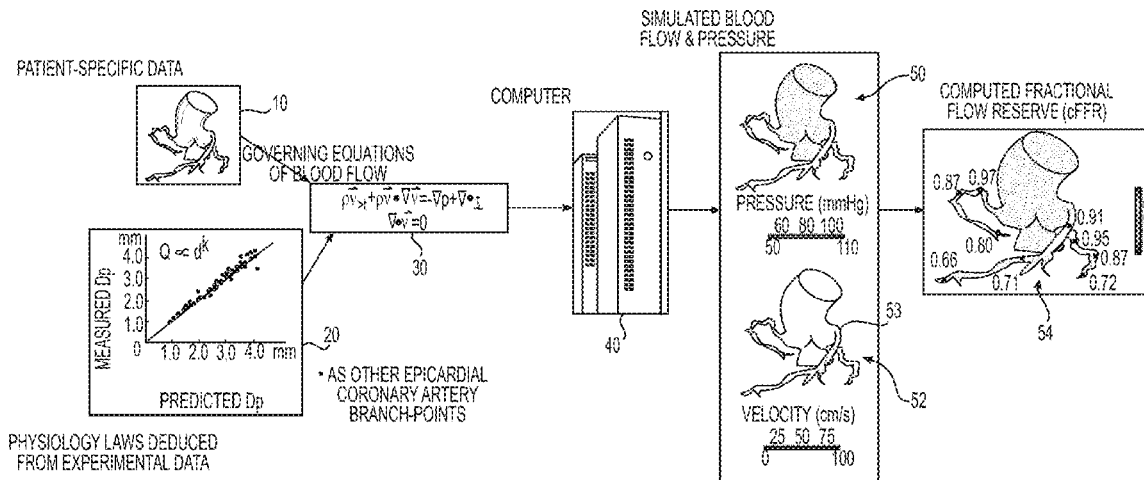 PATIENT-SPECIFIC DATA
10
GOVERNING EQUATIONS
OF BLOOD FLOW
ρv⃗,t+ρv⃗•∇v⃗=-∇p+∇•τ
∇•v⃗=0
30
mm
4.0
3.0
2.0
1.0
0
Q ∝ d^k
MEASURED Dp
1.0 2.0 3.0 4.0 mm
PREDICTED Dp
20
* AS OTHER EPICARDIAL
CORONARY ARTERY
BRANCH-POINTS
PHYSIOLOGY LAWS DEDUCED
FROM EXPERIMENTAL DATA
COMPUTER
40
SIMULATED BLOOD
FLOW & PRESSURE
50
PRESSURE (mmHg)
60 80 100
50 110
53
52
VELOCITY (cm/s)
25 50 75
0 100
COMPUTED FRACTIONAL
FLOW RESERVE (cFFR)
0.87 0.97
0.91
0.95
0.80
0.87
0.66
0.71
0.72
54